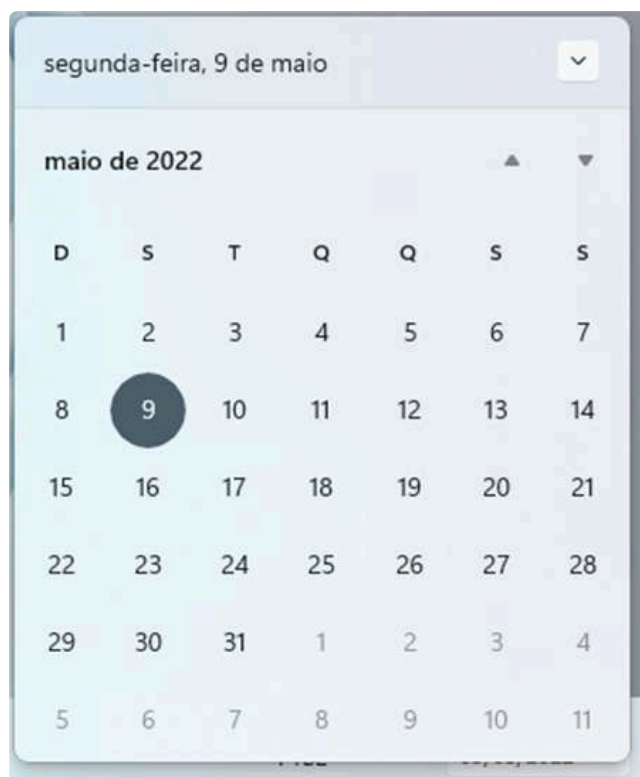 segunda-feira, 9 de maio
maio de 2022
D S T Q Q S S
1 2 3 4 5 6 7
8 9 10 11 12 13 14
15 16 17 18 19 20 21
22 23 24 25 26 27 28
29 30 31 1 2 3 4
5 6 7 8 9 10 11